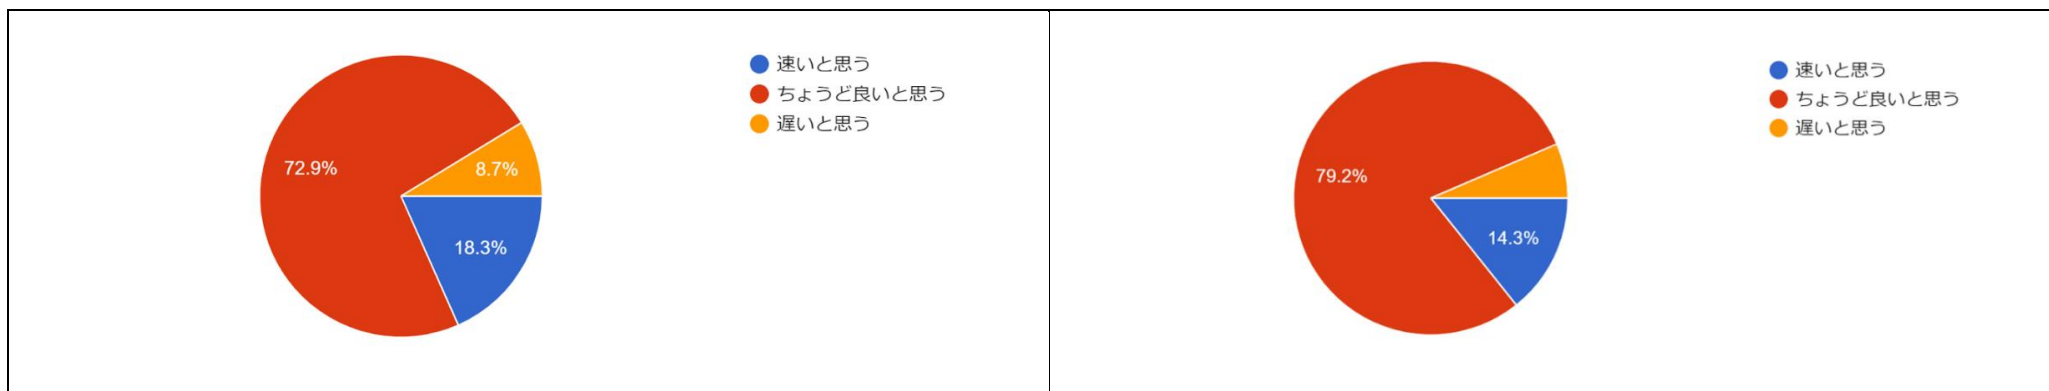 速いと思う
ちょうど良いと思う
遅いと思う
72.9%
8.7%
18.3%
速いと思う
ちょうど良いと思う
遅いと思う
79.2%
14.3%